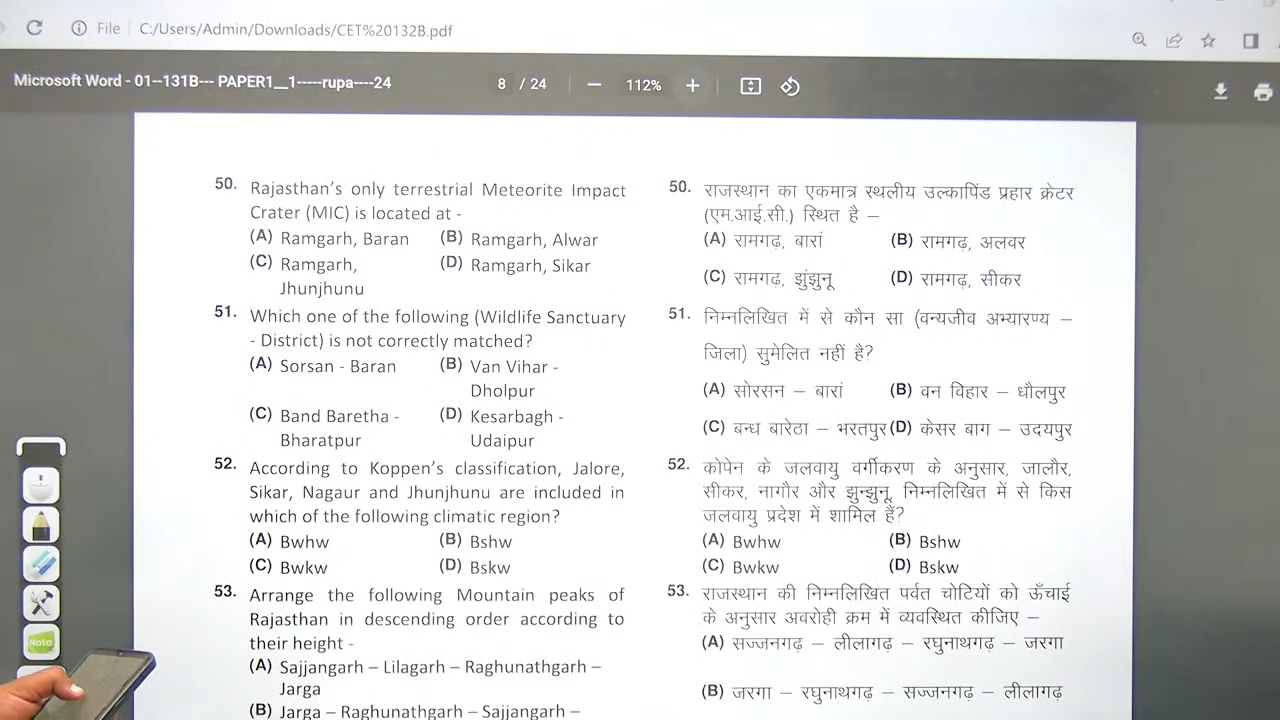 File | C:/Users/Admin/Downloads/CET%20132B.pdf
Microsoft Word - 01--131B--- PAPER1__1-----rupa----24
8 / 24
112%
50. Rajasthan's only terrestrial Meteorite Impact
Crater (MIC) is located at -
(A) Ramgarh, Baran (B) Ramgarh, Alwar
(C) Ramgarh, (D) Ramgarh, Sikar
Jhunjhunu
51. Which one of the following (Wildlife Sanctuary
- District) is not correctly matched?
(A) Sorsan - Baran (B) Van Vihar -
Dholpur
(C) Band Baretha - (D) Kesarbagh -
Bharatpur Udaipur
52. According to Koppen's classification, Jalore,
Sikar, Nagaur and Jhunjhunu are included in
which of the following climatic region?
(A) Bwhw (B) Bshw
(C) Bwkw (D) Bskw
53. Arrange the following Mountain peaks of
Rajasthan in descending order according to
their height -
(A) Sajjangarh – Lilagarh – Raghunathgarh –
Jarga
(B) Jarga – Raghunathgarh – Sajjangarh –
50. राजस्थान का एकमात्र स्थलीय उल्कापिंड प्रहार क्रेटर
(एम.आई.सी.) स्थित है –
(A) रामगढ़, बारां (B) रामगढ़, अलवर
(C) रामगढ़, झुंझुनू (D) रामगढ़, सीकर
51. निम्नलिखित में से कौन सा (वन्यजीव अभ्यारण्य –
जिला) सुमेलित नहीं है?
(A) सोरसन – बारां (B) वन विहार – धौलपुर
(C) बन्ध बारेठा – भरतपुर (D) केसर बाग – उदयपुर
52. कोपेन के जलवायु वर्गीकरण के अनुसार, जालौर,
सीकर, नागौर और झुन्झुनू, निम्नलिखित में से किस
जलवायु प्रदेश में शामिल हैं?
(A) Bwhw (B) Bshw
(C) Bwkw (D) Bskw
53. राजस्थान की निम्नलिखित पर्वत चोटियों को ऊँचाई
के अनुसार अवरोही क्रम में व्यवस्थित कीजिए –
(A) सज्जनगढ़ – लीलागढ़ – रघुनाथगढ़ – जरगा
(B) जरगा – रघुनाथगढ़ – सज्जनगढ़ – लीलागढ़
Note